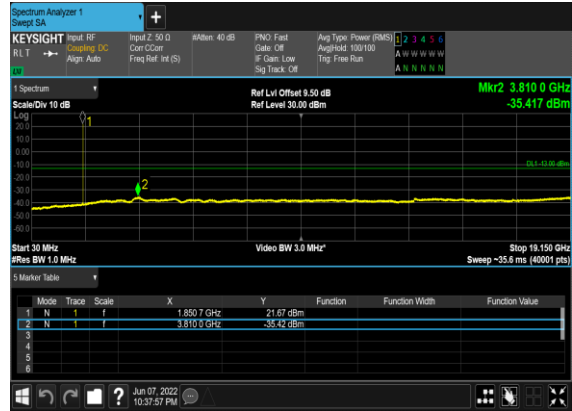 Spectrum Analyzer 1
Swept SA
+
KEYSIGHT
RLT
Input: RF
Coupling: DC
Align: Auto
Input Z: 50 Ω
Corr CCorr
Freq Ref: Int (S)
#Atten: 40 dB
PNO: Fast
Gate: Off
IF Gain: Low
Sig Track: Off
Avg Type: Power (RMS)
Avg|Hold: 100/100
Trig: Free Run
1 2 3 4 5 6
A W W W W W
A N N N N N
1 Spectrum
Scale/Div 10 dB
Ref Lvl Offset 9.50 dB
Ref Level 30.00 dBm
Mkr2 3.810 0 GHz
-35.417 dBm
Log
20.0
10.0
0.00
-10.0
-20.0
-30.0
-40.0
-50.0
-60.0
1
2
DL1 -13.00 dBm
Start 30 MHz
#Res BW 1.0 MHz
Video BW 3.0 MHz*
Stop 19.150 GHz
Sweep ~35.6 ms (40001 pts)
5 Marker Table
Mode Trace Scale X Y Function Function Width Function Value
1 N 1 f 1.850 7 GHz 21.67 dBm
2 N 1 f 3.810 0 GHz -35.42 dBm
3
4
5
6
?
Jun 07, 2022
10:37:57 PM